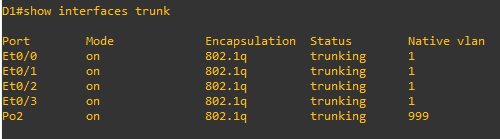 D1#show interfaces trunk
Port Mode Encapsulation Status Native vlan
Et0/0 on 802.1q trunking 1
Et0/1 on 802.1q trunking 1
Et0/2 on 802.1q trunking 1
Et0/3 on 802.1q trunking 1
Po2 on 802.1q trunking 999